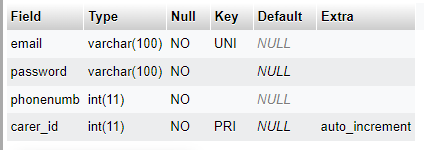 Field Type Null Key Default Extra
email varchar(100) NO UNI NULL
password varchar(100) NO NULL
phonenumb int(11) NO NULL
carer_id int(11) NO PRI NULL auto_increment